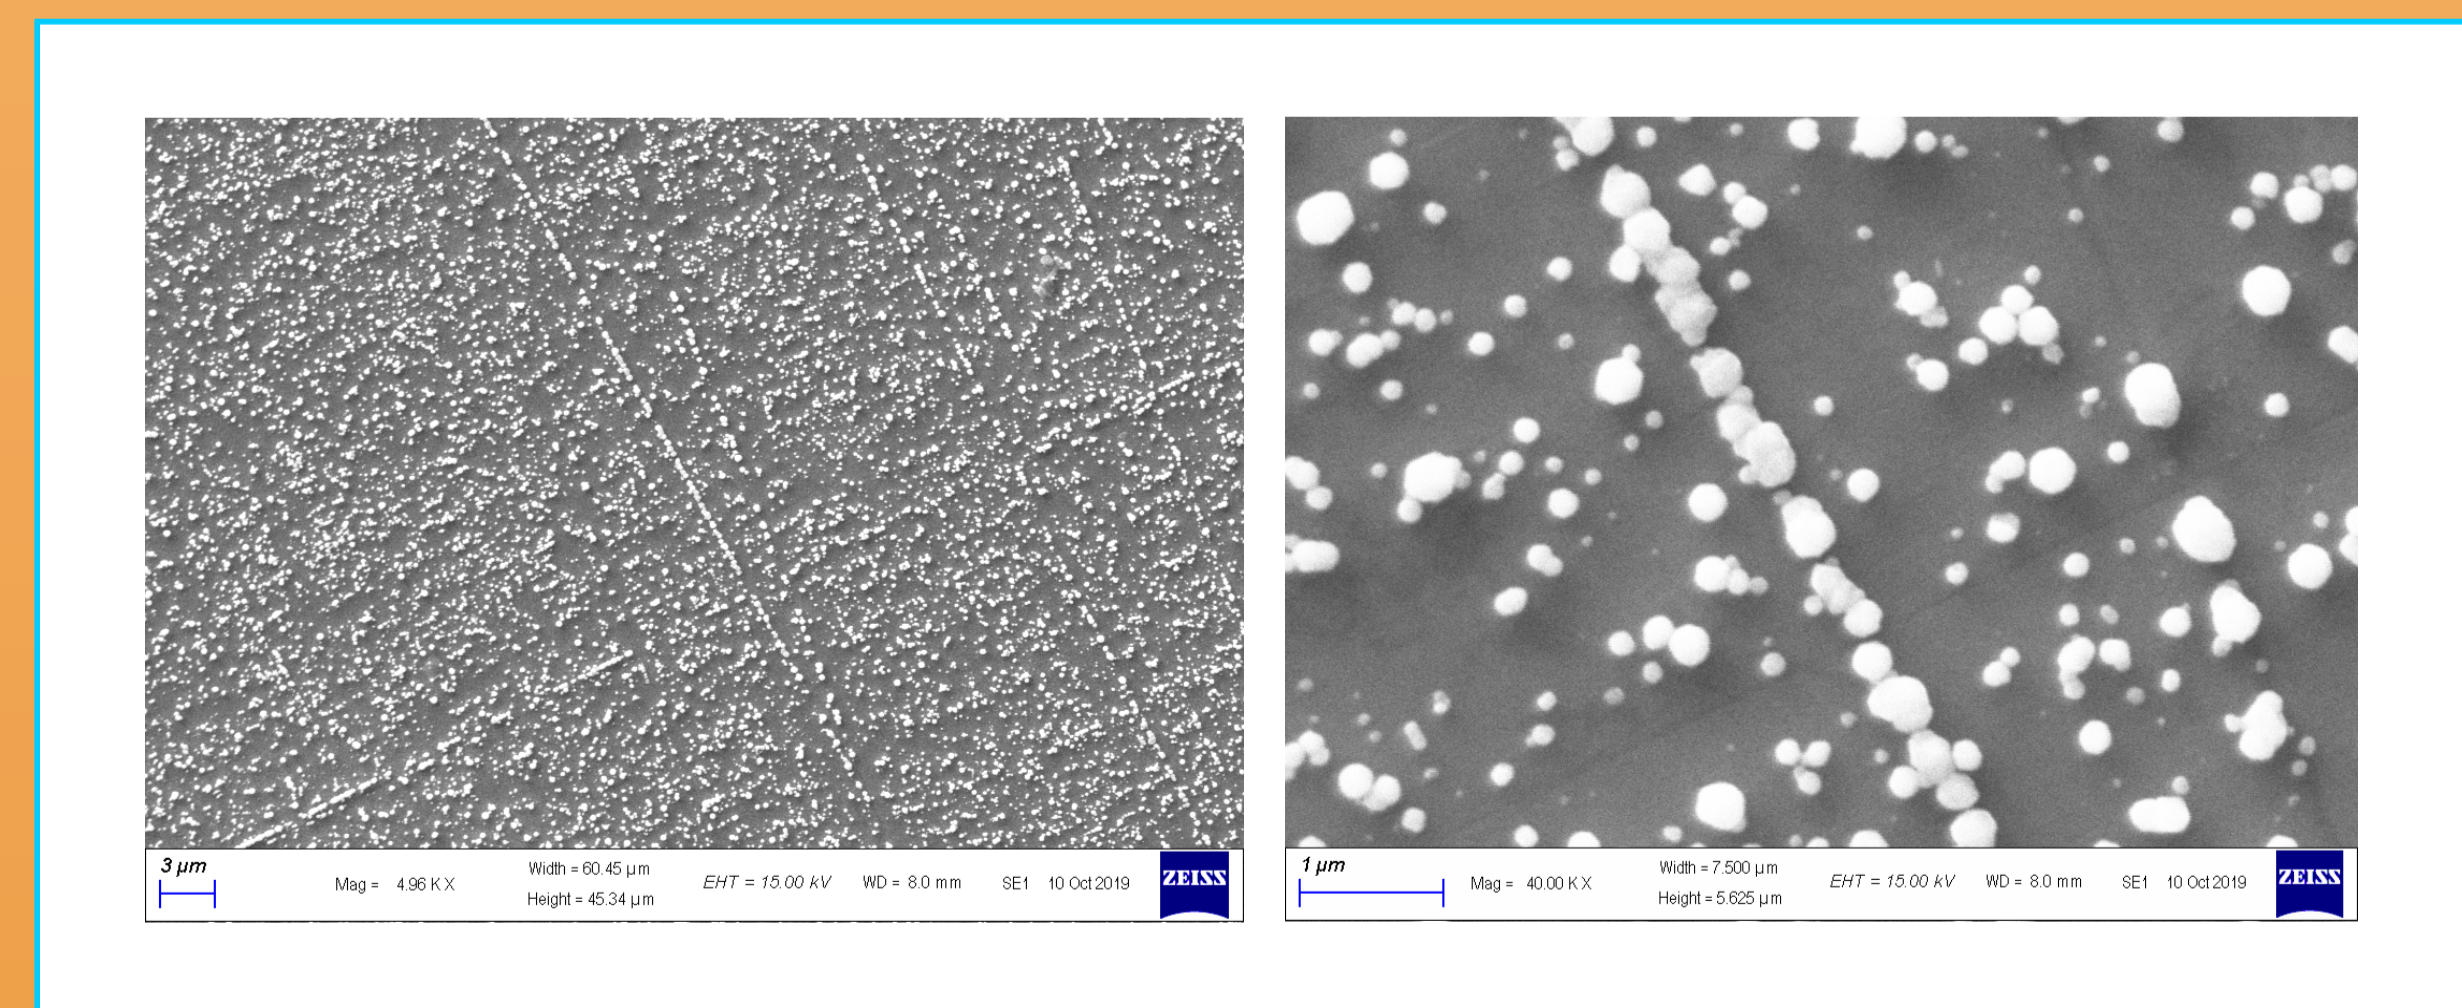 3 µm
Mag = 4.96 K X
Width = 60.45 µm
Height = 45.34 µm
EHT = 15.00 kV
WD = 8.0 mm
SE1
10 Oct 2019
ZEISS
1 µm
Mag = 40.00 K X
Width = 7.500 µm
Height = 5.625 µm
EHT = 15.00 kV
WD = 8.0 mm
SE1
10 Oct 2019
ZEISS